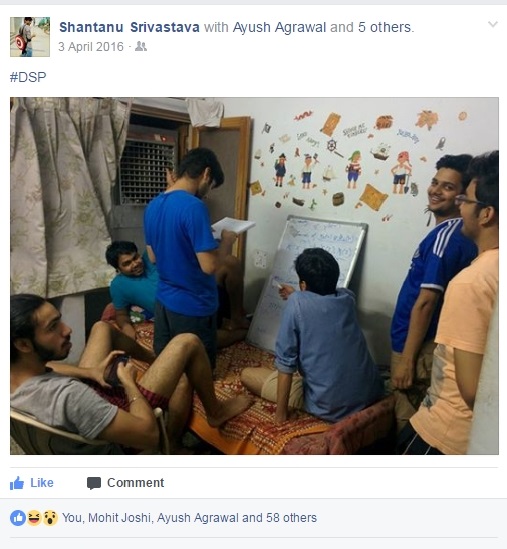 Shantanu Srivastava with Ayush Agrawal and 5 others.
3 April 2016
#DSP
Like
Comment
You, Mohit Joshi, Ayush Agrawal and 58 others